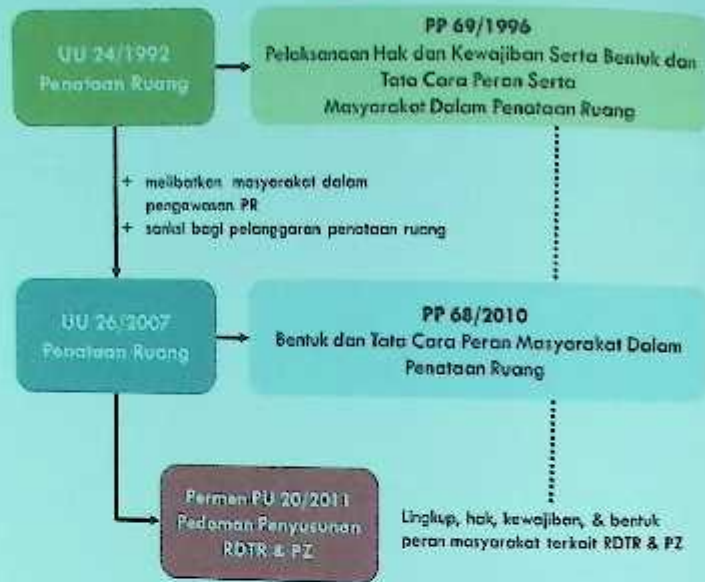 UU 24/1992
Penataan Ruang
PP 69/1996
Pelaksanaan Hak dan Kewajiban Serta Bentuk dan
Tata Cara Peran Serta
Masyarakat Dalam Penataan Ruang
+ melibatkan masyarakat dalam
pengawasan PR
+ sanksi bagi pelanggaran penataan ruang
UU 26/2007
Penataan Ruang
PP 68/2010
Bentuk dan Tata Cara Peran Masyarakat Dalam
Penataan Ruang
Permen PU 20/2011
Pedoman Penyusunan
RDTR & PZ
Lingkup, hak, kewajiban, & bentuk
peran masyarakat terkait RDTR & PZ